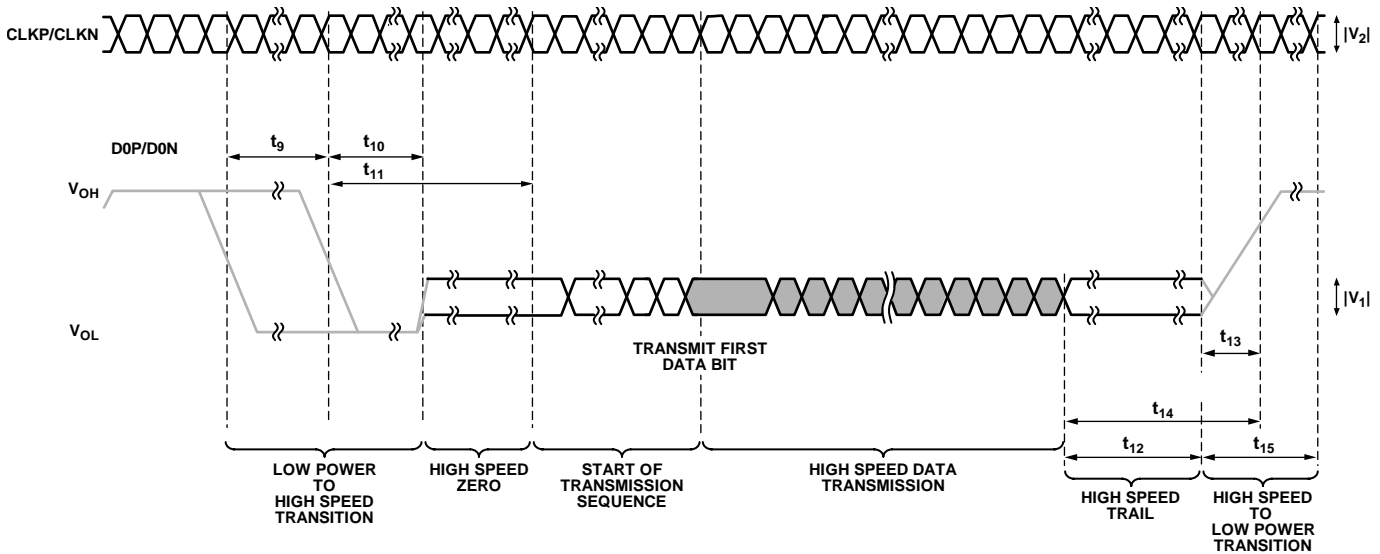 CLKP/CLKN
|V2|
D0P/D0N
t9
t10
t11
VOH
VOL
|V1|
TRANSMIT FIRST
DATA BIT
t13
t14
t12
t15
LOW POWER
TO
HIGH SPEED
TRANSITION
HIGH SPEED
ZERO
START OF
TRANSMISSION
SEQUENCE
HIGH SPEED DATA
TRANSMISSION
HIGH SPEED
TRAIL
HIGH SPEED
TO
LOW POWER
TRANSITION